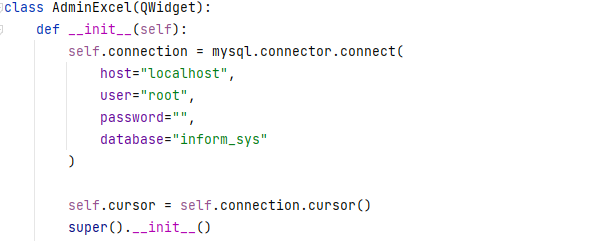 class AdminExcel(QWidget):
    def __init__(self):
        self.connection = mysql.connector.connect(
            host="localhost",
            user="root",
            password="",
            database="inform_sys"
        )

        self.cursor = self.connection.cursor()
        super().__init__()